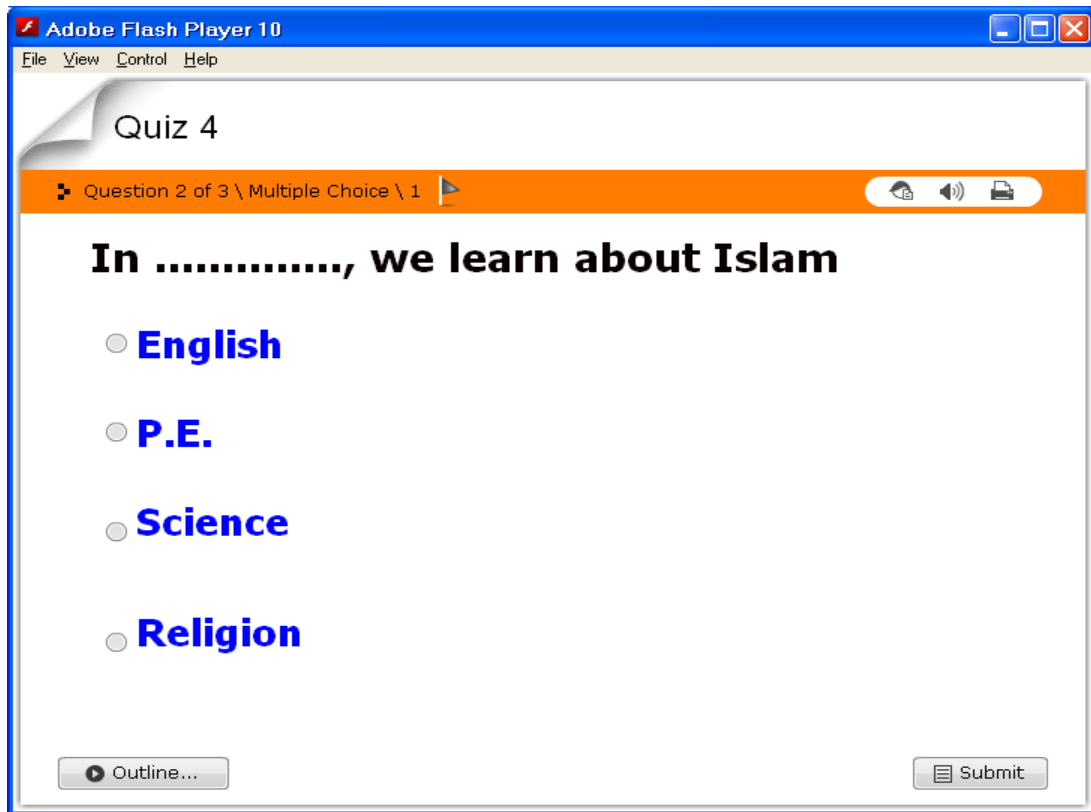 Adobe Flash Player 10
File View Control Help
Quiz 4
Question 2 of 3 \ Multiple Choice \ 1
In .............., we learn about Islam
English
P.E.
Science
Religion
Outline...
Submit